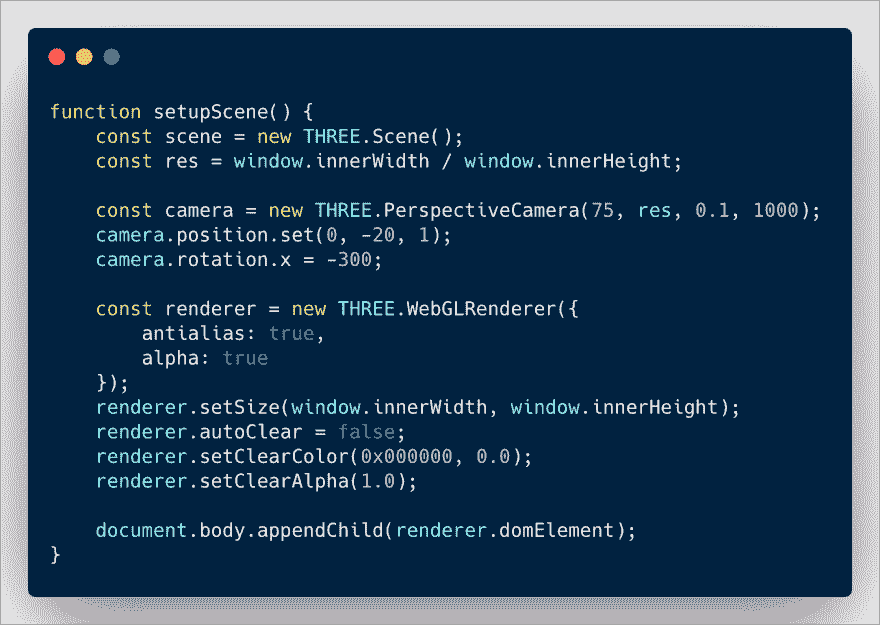 function setupScene() {
    const scene = new THREE.Scene();
    const res = window.innerWidth / window.innerHeight;

    const camera = new THREE.PerspectiveCamera(75, res, 0.1, 1000);
    camera.position.set(0, -20, 1);
    camera.rotation.x = -300;

    const renderer = new THREE.WebGLRenderer({
        antialias: true,
        alpha: true
    });
    renderer.setSize(window.innerWidth, window.innerHeight);
    renderer.autoClear = false;
    renderer.setClearColor(0x000000, 0.0);
    renderer.setClearAlpha(1.0);

    document.body.appendChild(renderer.domElement);
}